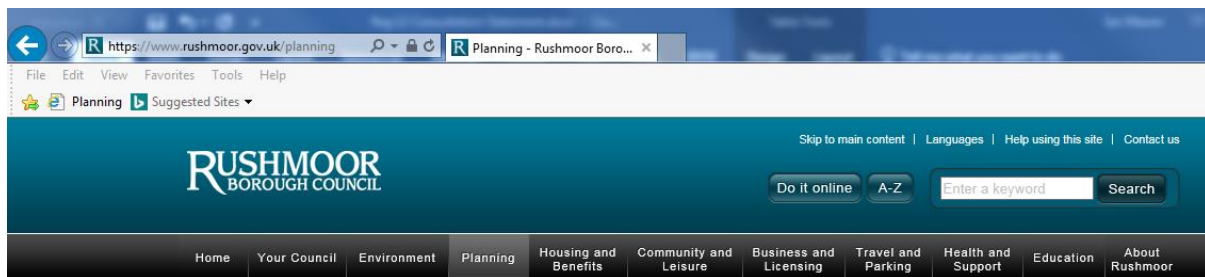 https://www.rushmoor.gov.uk/planning
Planning - Rushmoor Boro...
File Edit View Favorites Tools Help
Planning Suggested Sites
Skip to main content | Languages | Help using this site | Contact us
RUSHMOOR
BOROUGH COUNCIL
Do it online A-Z Enter a keyword Search
Home Your Council Environment Planning Housing and Benefits Community and Leisure Business and Licensing Travel and Parking Health and Support Education About Rushmoor